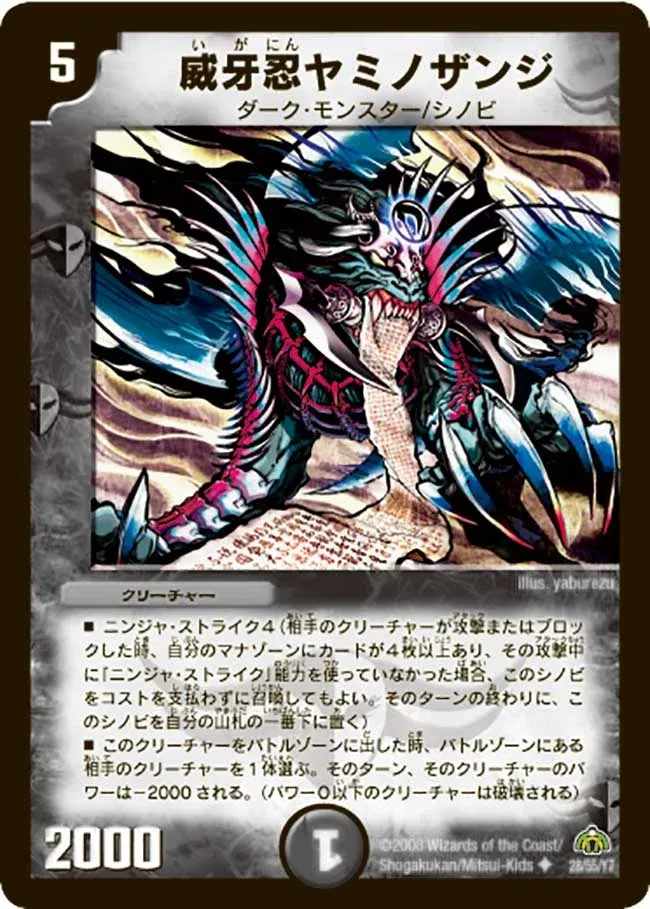 5
威牙忍ヤミノザンジ
いがにん
ダーク・モンスター/シノビ
illus. yaburezu
クリーチャー
■ ニンジャ・ストライク4(相手のクリーチャーが攻撃またはブロッ
クした時、自分のマナゾーンにカードが4枚以上あり、その攻撃中
に「ニンジャ・ストライク」能力を使っていなかった場合、このシノビ
をコストを支払わずに召喚してもよい。そのターンの終わりに、こ
のシノビを自分の山札の一番下に置く)
■ このクリーチャーをバトルゾーンに出した時、バトルゾーンにある
相手のクリーチャーを1体選ぶ。そのターン、そのクリーチャーのパ
ワーは−2000される。(パワー0以下のクリーチャーは破壊される)
2000
1
©2008 Wizards of the Coast/
Shogakukan/Mitsui-Kids
28/55/Y7